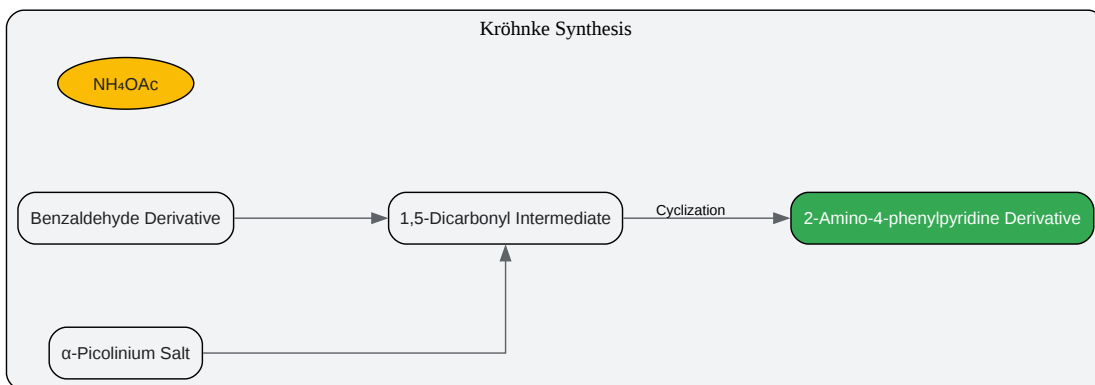 Kröhnke Synthesis
NH₄OAc
Benzaldehyde Derivative
1,5-Dicarbonyl Intermediate
Cyclization
2-Amino-4-phenylpyridine Derivative
α-Picolinium Salt